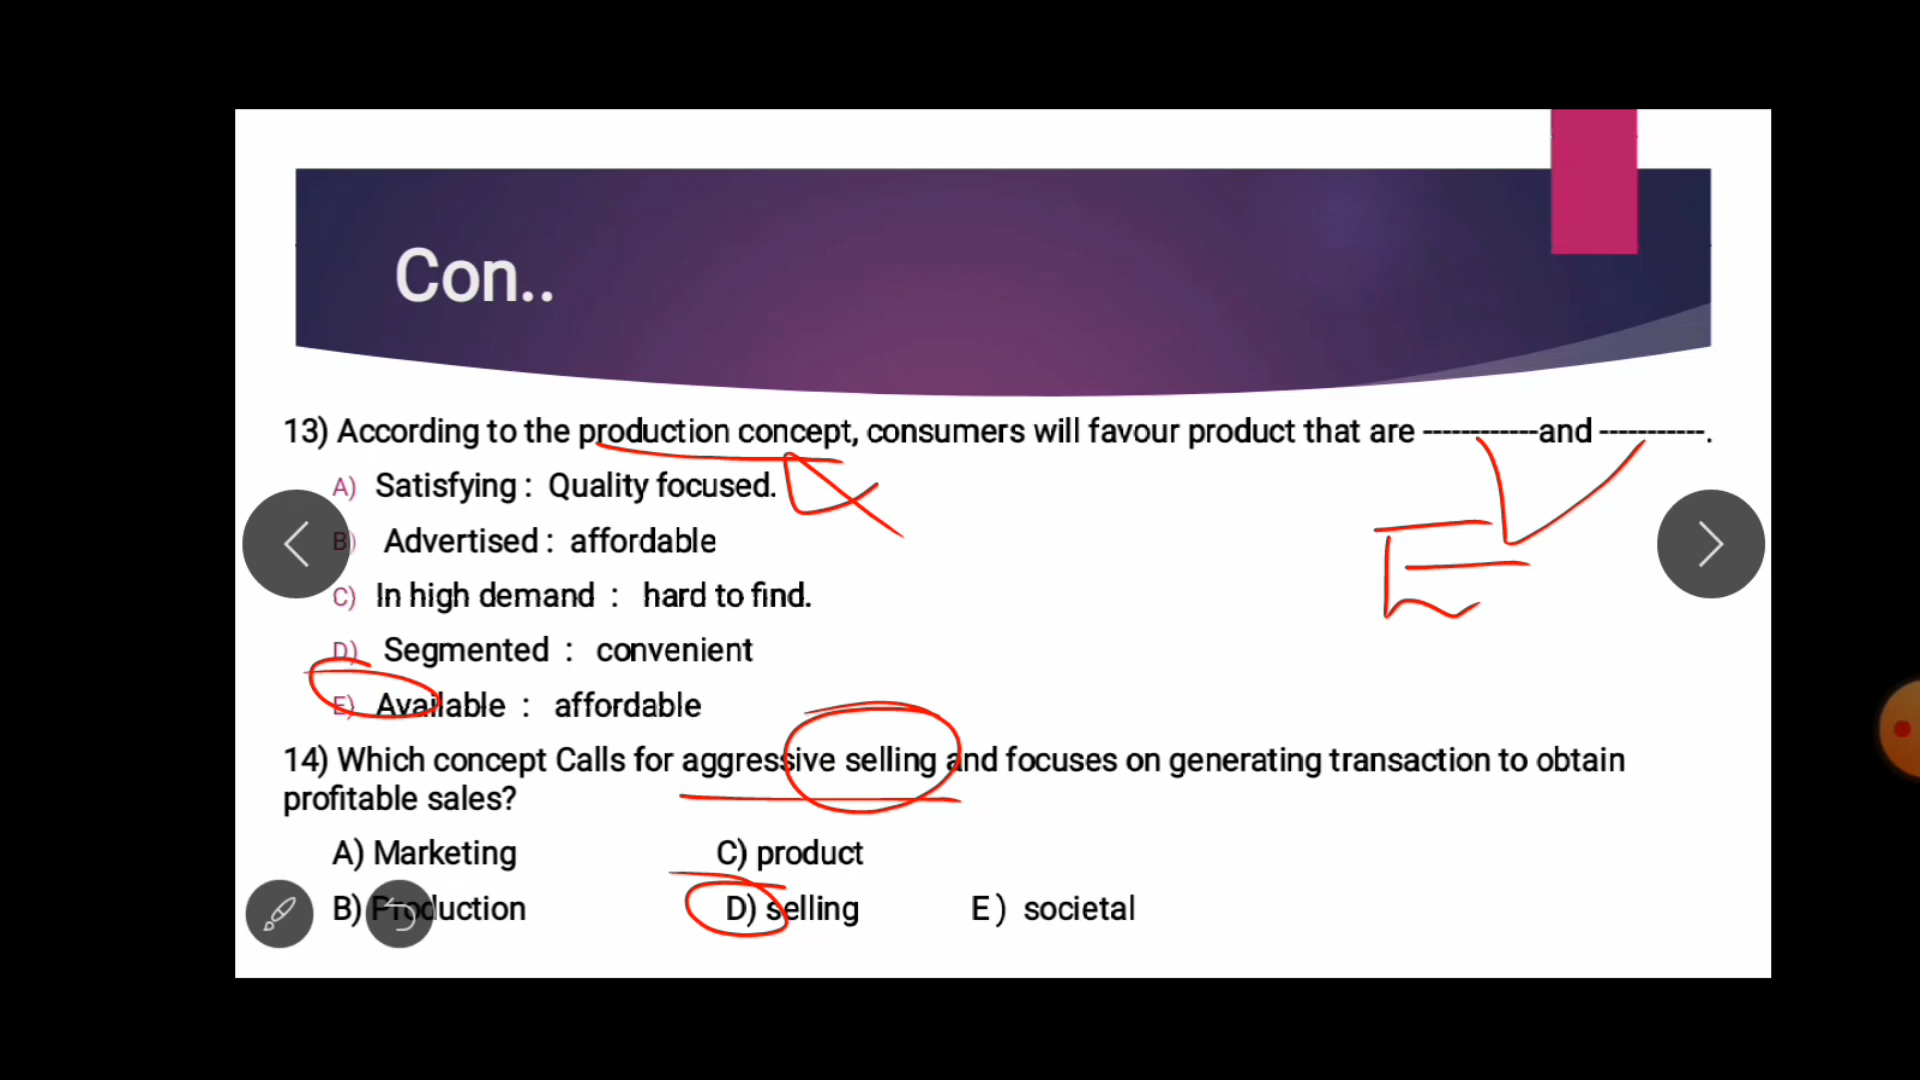 Con..
13) According to the production concept, consumers will favour product that are ------------and -----------.
A) Satisfying : Quality focused.
B) Advertised : affordable
C) In high demand : hard to find.
D) Segmented : convenient
E) Available : affordable
14) Which concept Calls for aggressive selling and focuses on generating transaction to obtain
profitable sales?
A) Marketing C) product
B) Production D) selling E) societal
E